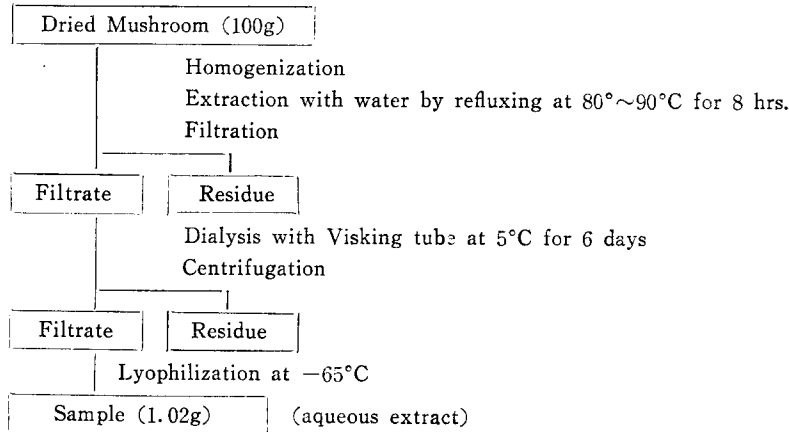 Dried Mushroom (100g)
Homogenization
Extraction with water by refluxing at 80°~90°C for 8 hrs.
Filtration
Filtrate Residue
Dialysis with Visking tube at 5°C for 6 days
Centrifugation
Filtrate Residue
Lyophilization at −65°C
Sample (1.02g) (aqueous extract)